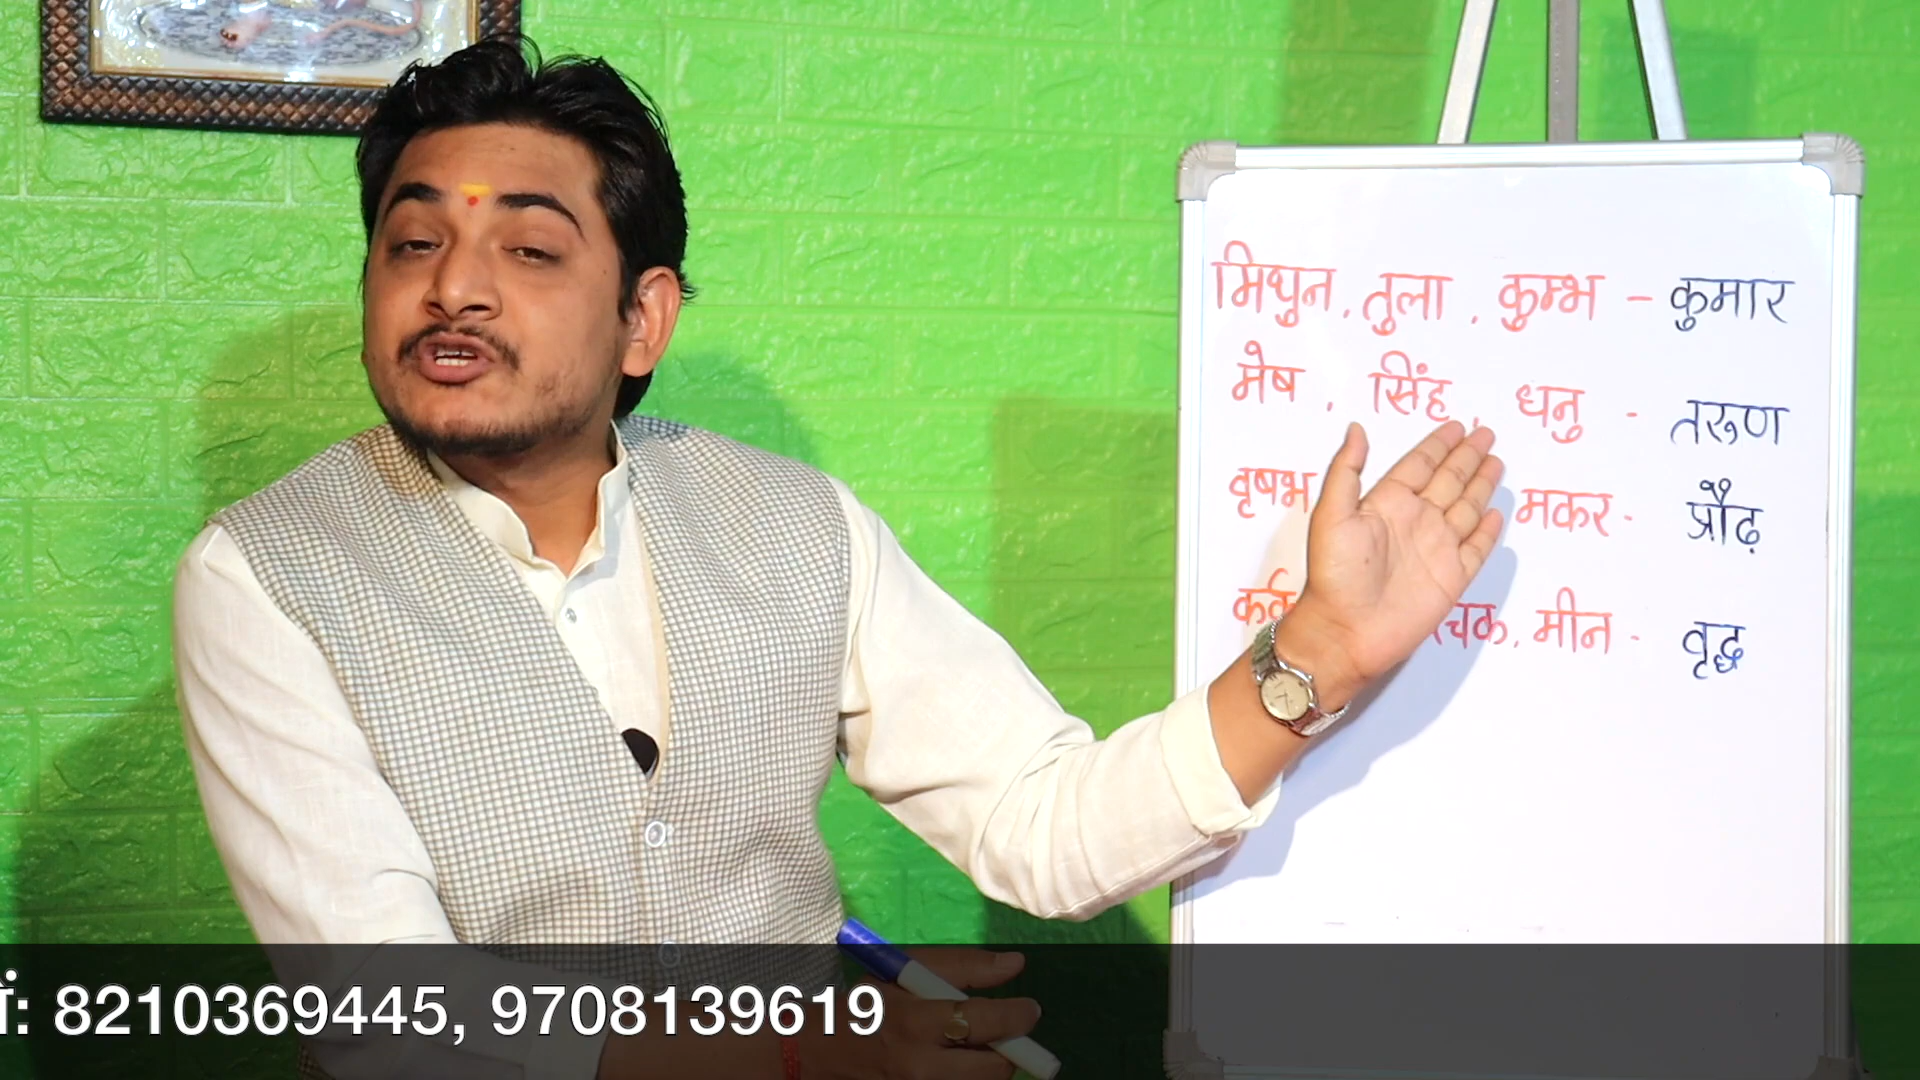 मिथुन, तुला, कुम्भ - कुमार
मेष, सिंह, धनु - तरुण
वृषभ मकर - प्रौढ़
मीन - वृद्ध
8210369445, 9708139619